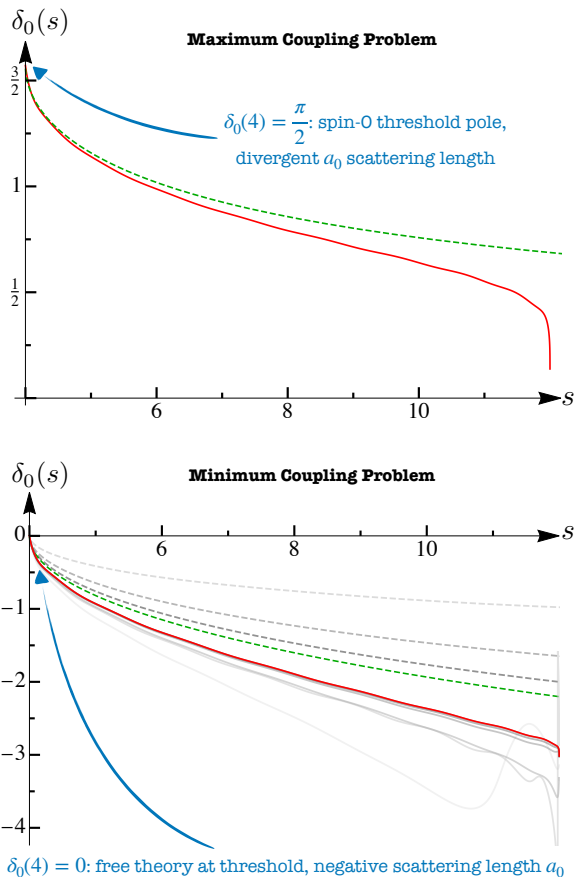 δ₀(s)
Maximum Coupling Problem
3/2
δ₀(4) = π/2: spin-0 threshold pole,
divergent a₀ scattering length
1
1/2
6
8
10
s
δ₀(s)
Minimum Coupling Problem
0
6
8
10
s
−1
−2
−3
−4
δ₀(4) = 0: free theory at threshold, negative scattering length a₀